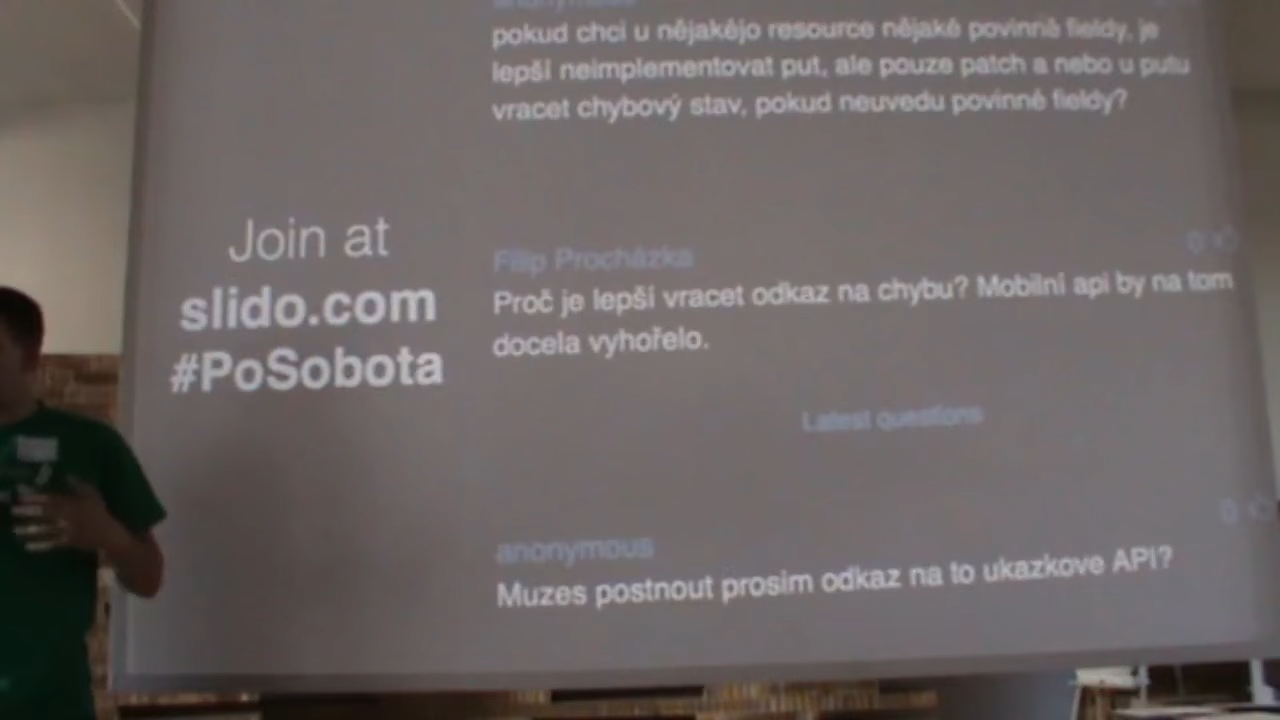 anonymous
pokud chci u nějakéjo resource nějaké povinné fieldy, je
lepší neimplementovat put, ale pouze patch a nebo u putu
vracet chybový stav, pokud neuvedu povinné fieldy?
Join at
slido.com
#PoSobota
Filip Procházka
Proč je lepší vracet odkaz na chybu? Mobilní api by na tom
docela vyhořelo.
Latest questions
anonymous
Muzes postnout prosim odkaz na to ukazkove API?